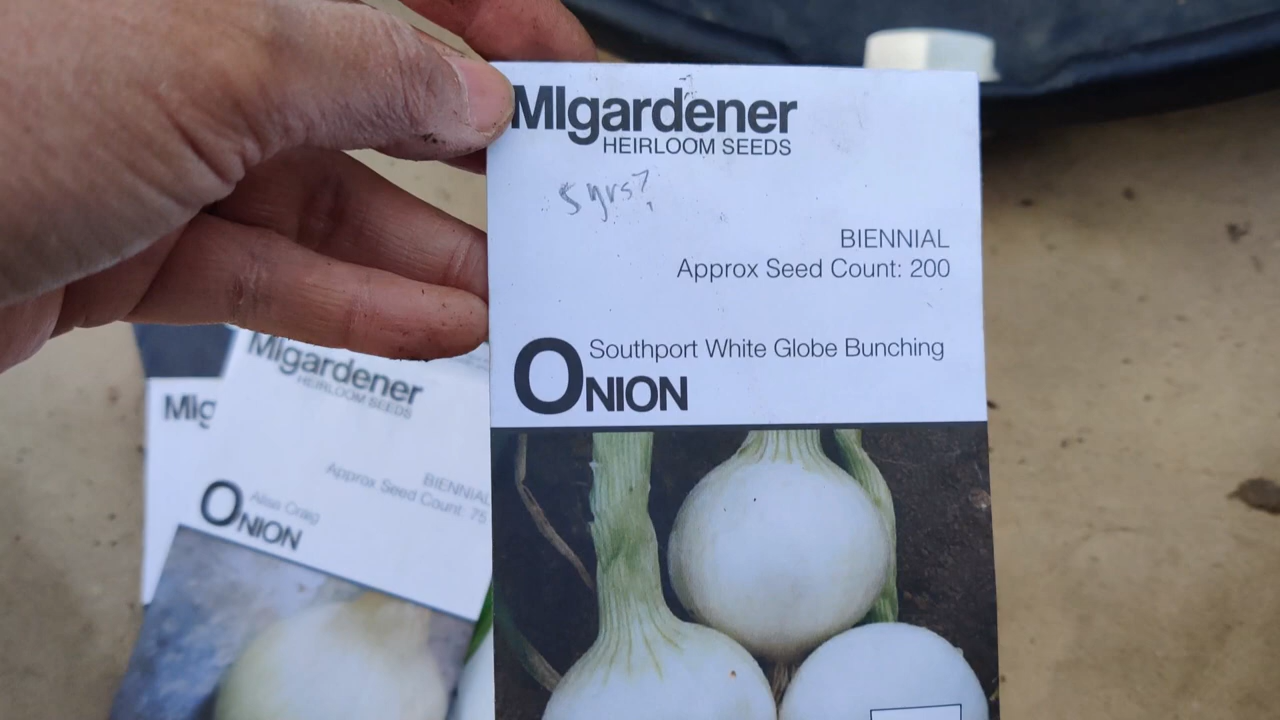 MIgardener
HEIRLOOM SEEDS
5 yrs?
BIENNIAL
Approx Seed Count: 200
Southport White Globe Bunching
ONION
MIgardener
HEIRLOOM SEEDS
BIENNIAL
Approx Seed Count: 75
Ailsa Craig
ONION
MIg